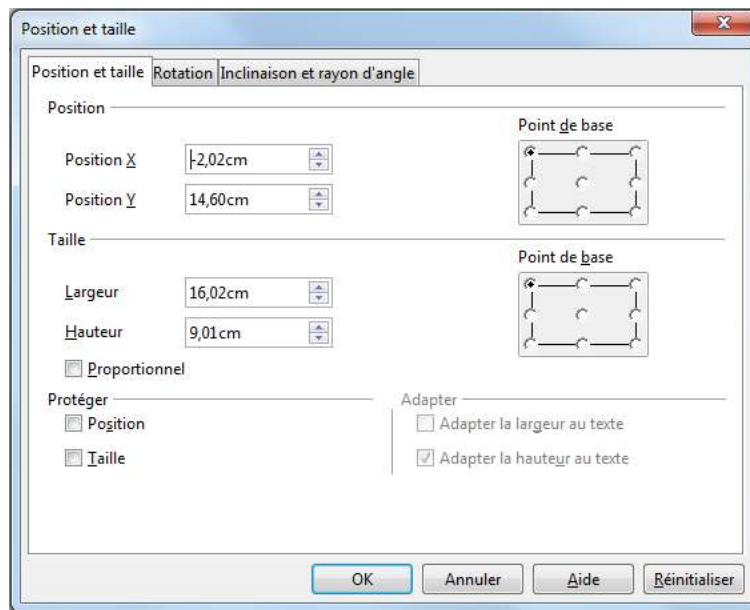 Position et taille
Position et taille Rotation Inclinaison et rayon d'angle
Position
Point de base
Position X -2,02cm
Position Y 14,60cm
Taille
Point de base
Largeur 16,02cm
Hauteur 9,01cm
Proportionnel
Protéger Adapter
Position Adapter la largeur au texte
Taille Adapter la hauteur au texte
OK Annuler Aide Réinitialiser